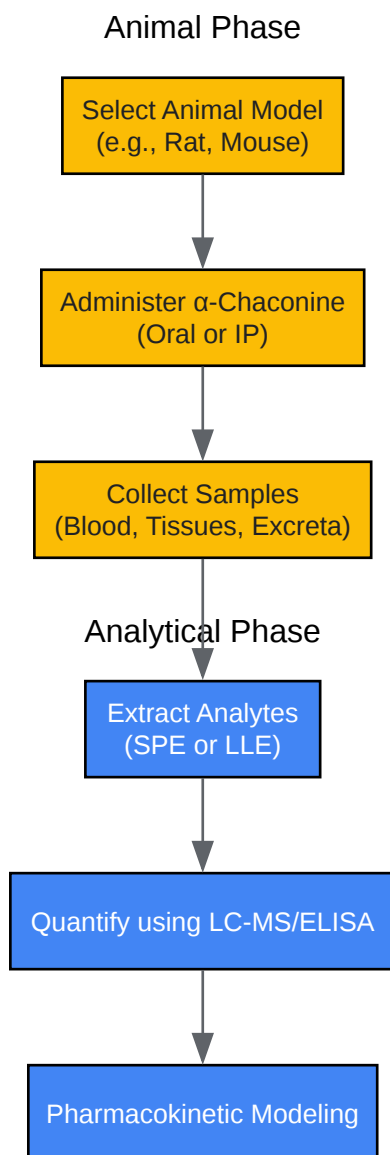 Animal Phase
Select Animal Model
(e.g., Rat, Mouse)
Administer α-Chaconine
(Oral or IP)
Collect Samples
(Blood, Tissues, Excreta)
Analytical Phase
Extract Analytes
(SPE or LLE)
Quantify using LC-MS/ELISA
Pharmacokinetic Modeling